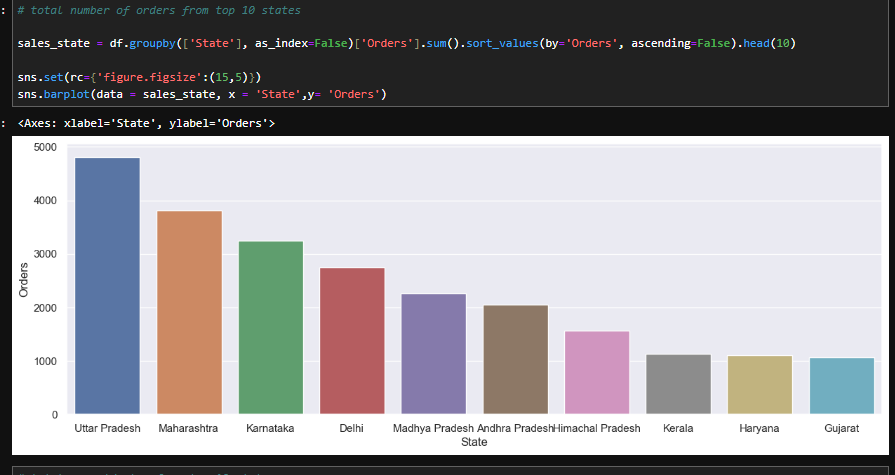 : # total number of orders from top 10 states
sales_state = df.groupby(['State'], as_index=False)['Orders'].sum().sort_values(by='Orders', ascending=False).head(10)
sns.set(rc={'figure.figsize':(15,5)})
sns.barplot(data = sales_state, x = 'State',y= 'Orders')
: <Axes: xlabel='State', ylabel='Orders'>
5000
4000
3000
2000
1000
0
Orders
Uttar Pradesh Maharashtra Karnataka Delhi Madhya Pradesh Andhra Pradesh Himachal Pradesh Kerala Haryana Gujarat
State